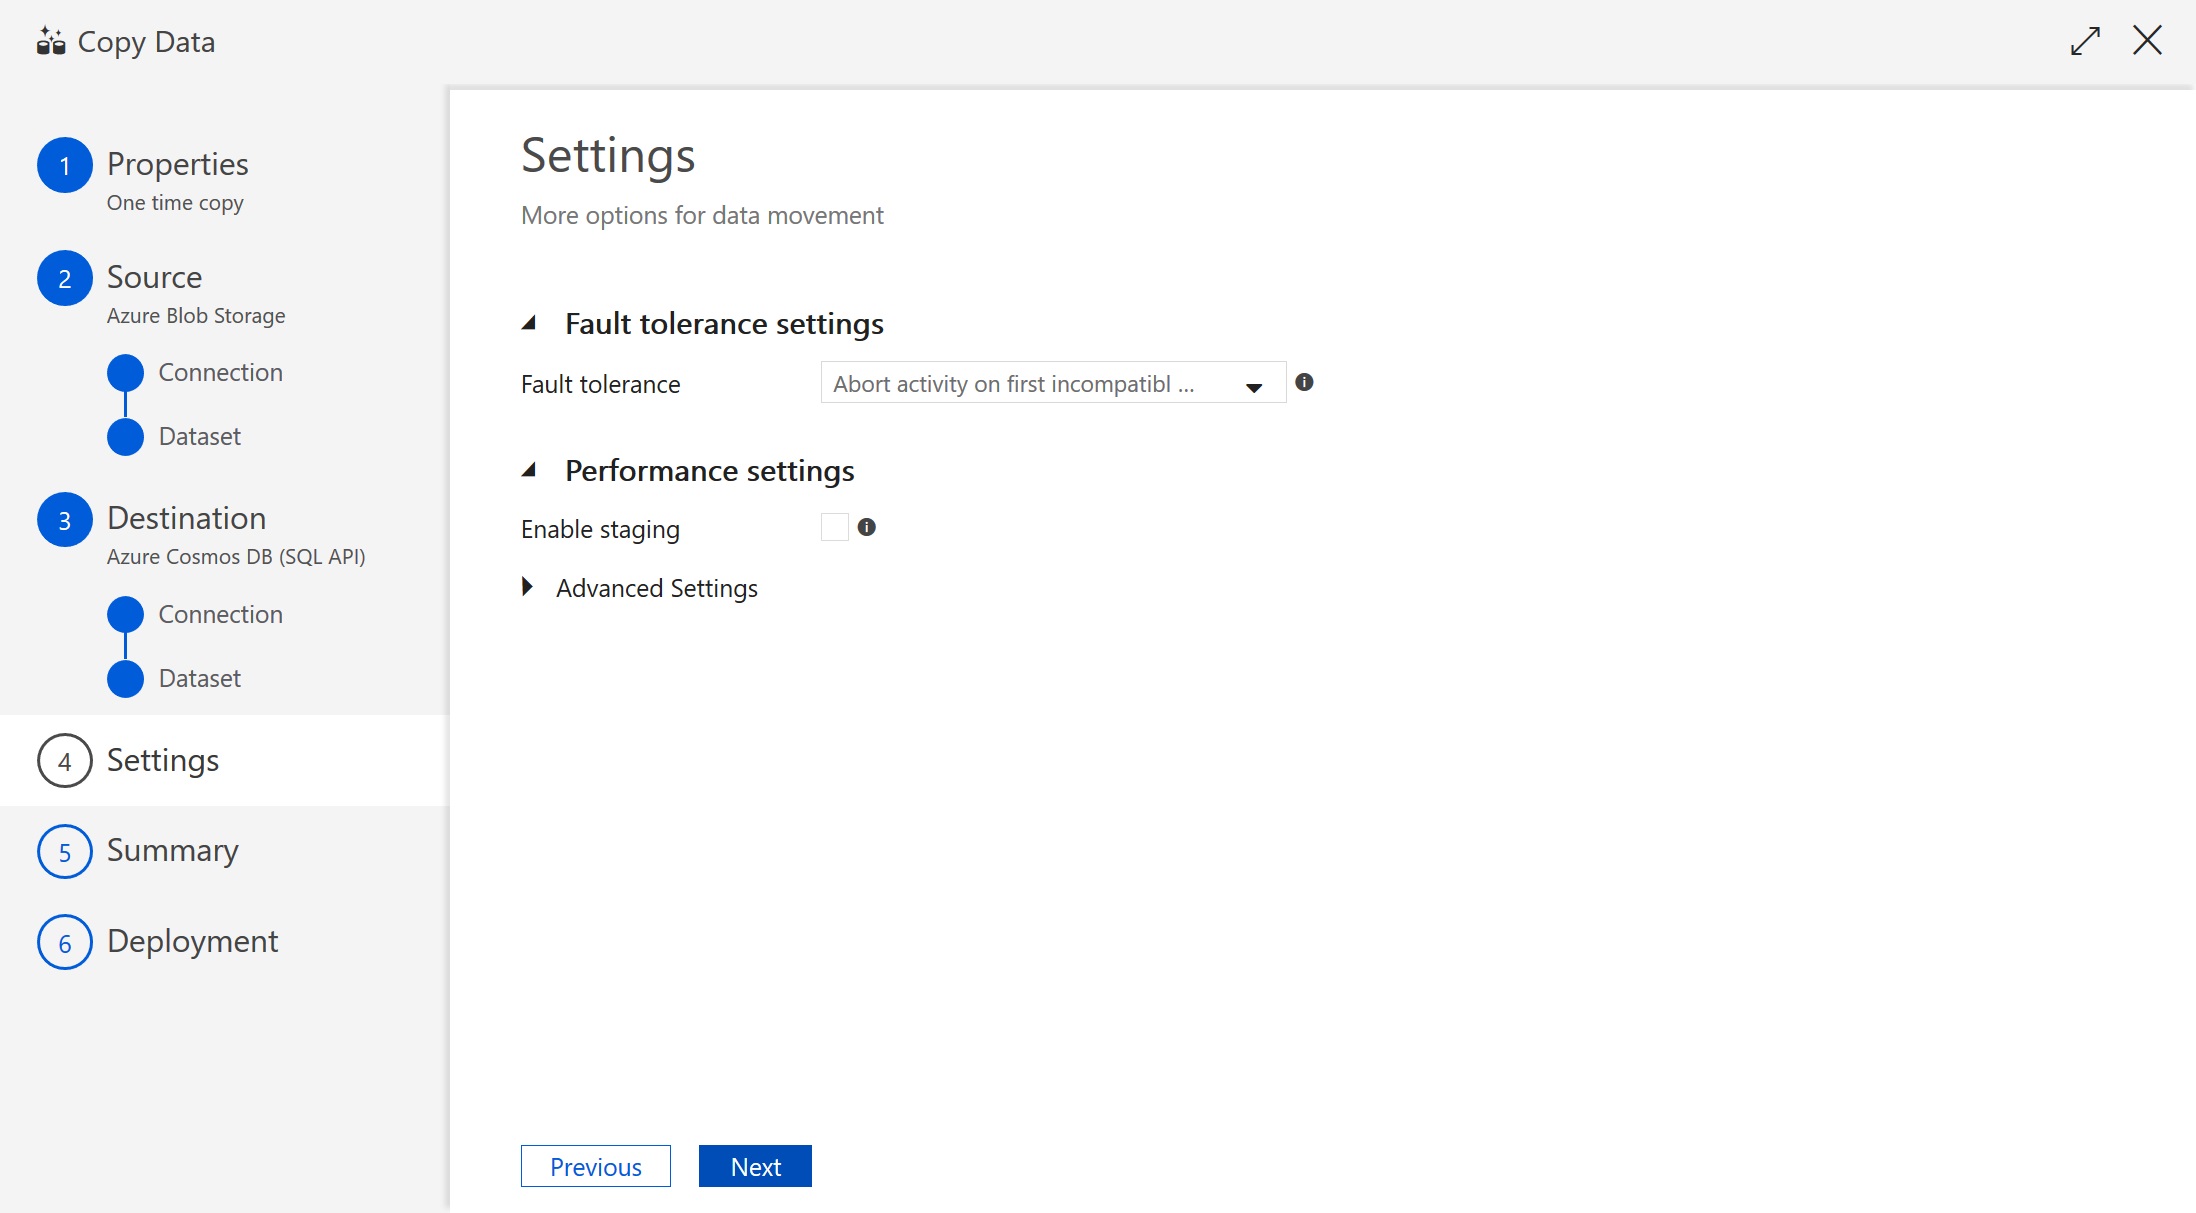 Copy Data
1 Properties
One time copy
2 Source
Azure Blob Storage
Connection
Dataset
3 Destination
Azure Cosmos DB (SQL API)
Connection
Dataset
4 Settings
5 Summary
6 Deployment
Settings
More options for data movement
Fault tolerance settings
Fault tolerance Abort activity on first incompatibl ...
Performance settings
Enable staging
Advanced Settings
Previous Next